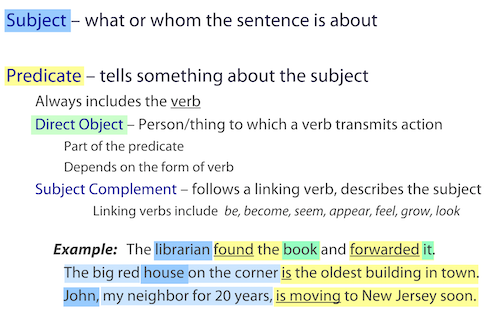 Subject – what or whom the sentence is about
Predicate – tells something about the subject
Always includes the verb
Direct Object – Person/thing to which a verb transmits action
Part of the predicate
Depends on the form of verb
Subject Complement – follows a linking verb, describes the subject
Linking verbs include be, become, seem, appear, feel, grow, look
Example: The librarian found the book and forwarded it.
The big red house on the corner is the oldest building in town.
John, my neighbor for 20 years, is moving to New Jersey soon.